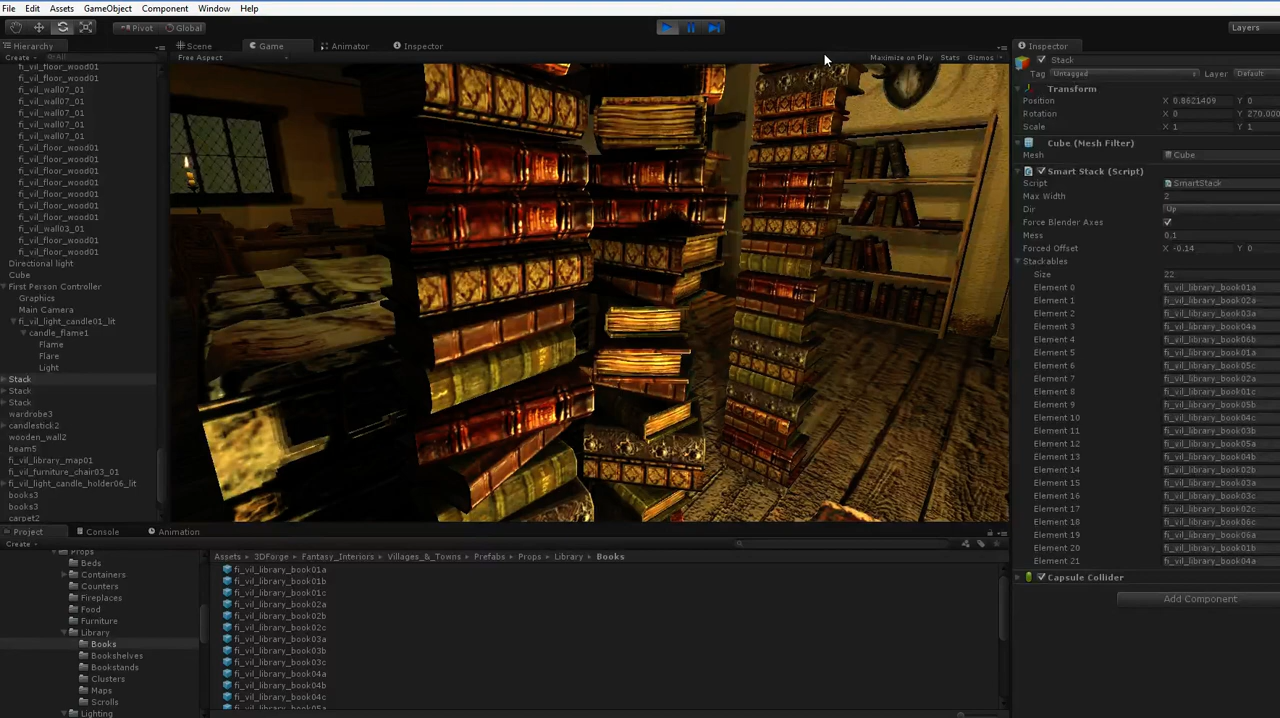 File Edit Assets GameObject Component Window Help
Pivot Global Layers
Hierarchy
Create All
fi_vil_floor_wood01
fi_vil_floor_wood01
fi_vil_wall07_01
fi_vil_wall07_01
fi_vil_wall07_01
fi_vil_wall07_01
fi_vil_wall07_01
fi_vil_floor_wood01
fi_vil_floor_wood01
fi_vil_floor_wood01
fi_vil_floor_wood01
fi_vil_floor_wood01
fi_vil_floor_wood01
fi_vil_floor_wood01
fi_vil_wall03_01
fi_vil_floor_wood01
fi_vil_floor_wood01
Directional light
Cube
First Person Controller
Graphics
Main Camera
fi_vil_light_candle01_lit
candle_flame1
Flame
Flare
Light
Stack
Stack
Stack
wardrobe3
candlestick2
wooden_wall2
beam5
fi_vil_library_map01
fi_vil_furniture_chair03_01
fi_vil_light_candle_holder06_lit
books3
books3
carpet2
Scene Game Animator Inspector
Free Aspect Maximize on Play Stats Gizmos
Inspector
Stack
Tag Untagged Layer Default
Transform
Position X 0.8621409 Y 0
Rotation X 0 Y 270.000
Scale X 1 Y 1
Cube (Mesh Filter)
Mesh Cube
Smart Stack (Script)
Script SmartStack
Max Width 2
Dir Up
Force Blender Axes
Mess 0.1
Forced Offset X -0.14 Y 0
Stackables
Size 22
Element 0 fi_vil_library_book01a
Element 1 fi_vil_library_book02a
Element 2 fi_vil_library_book03a
Element 3 fi_vil_library_book04a
Element 4 fi_vil_library_book06b
Element 5 fi_vil_library_book01a
Element 6 fi_vil_library_book05c
Element 7 fi_vil_library_book02a
Element 8 fi_vil_library_book01c
Element 9 fi_vil_library_book05b
Element 10 fi_vil_library_book04c
Element 11 fi_vil_library_book03b
Element 12 fi_vil_library_book05a
Element 13 fi_vil_library_book04b
Element 14 fi_vil_library_book02b
Element 15 fi_vil_library_book03a
Element 16 fi_vil_library_book03c
Element 17 fi_vil_library_book02c
Element 18 fi_vil_library_book06c
Element 19 fi_vil_library_book06a
Element 20 fi_vil_library_book01b
Element 21 fi_vil_library_book04a
Capsule Collider
Add Component
Project Console Animation
Create
Props
Beds
Containers
Counters
Fireplaces
Food
Furniture
Library
Books
Bookshelves
Bookstands
Clusters
Maps
Scrolls
Lighting
Assets 3DForge Fantasy_Interiors Villages_&_Towns Prefabs Props Library Books
fi_vil_library_book01a
fi_vil_library_book01b
fi_vil_library_book01c
fi_vil_library_book02a
fi_vil_library_book02b
fi_vil_library_book02c
fi_vil_library_book03a
fi_vil_library_book03b
fi_vil_library_book03c
fi_vil_library_book04a
fi_vil_library_book04b
fi_vil_library_book04c
fi_vil_library_book05a